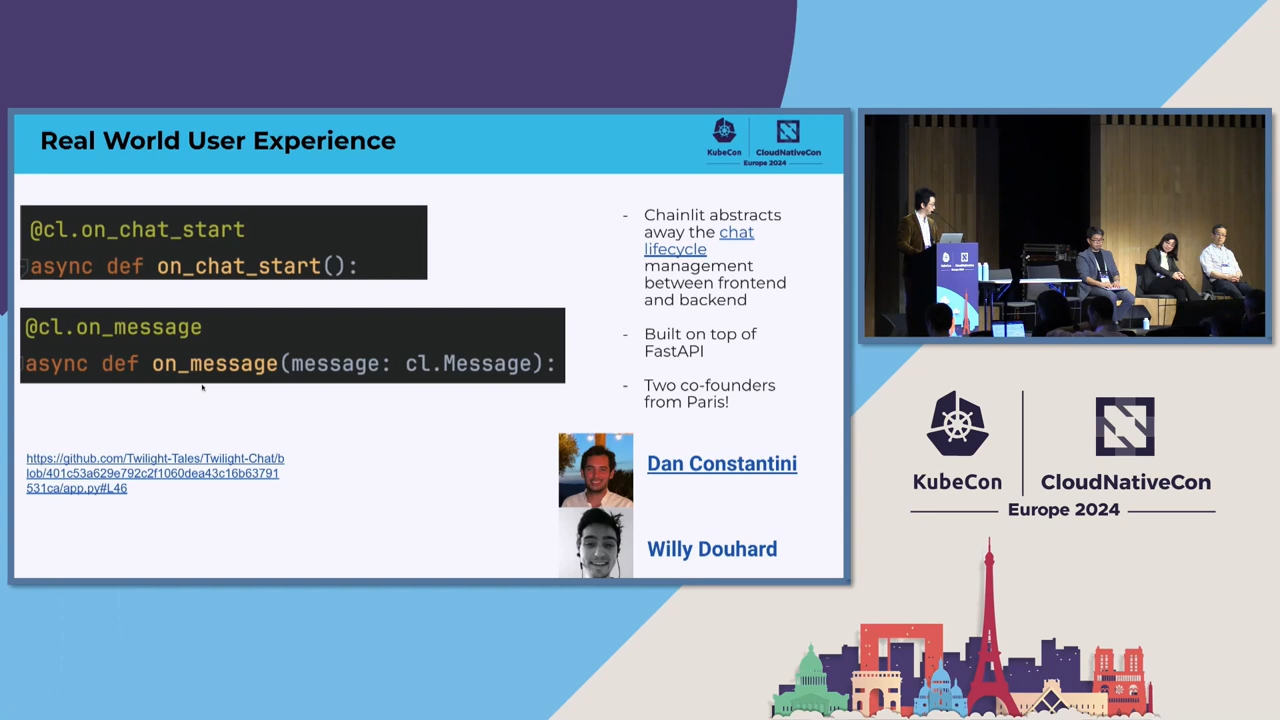 Real World User Experience
KubeCon
CloudNativeCon
Europe 2024
@cl.on_chat_start
async def on_chat_start():
@cl.on_message
async def on_message(message: cl.Message):
https://github.com/Twilight-Tales/Twilight-Chat/b
lob/401c53a629e792c2f1060dea43c16b63791
531ca/app.py#L46
- Chainlit abstracts
away the chat
lifecycle
management
between frontend
and backend
- Built on top of
FastAPI
- Two co-founders
from Paris!
Dan Constantini
Willy Douhard
KubeCon
CloudNativeCon
Europe 2024